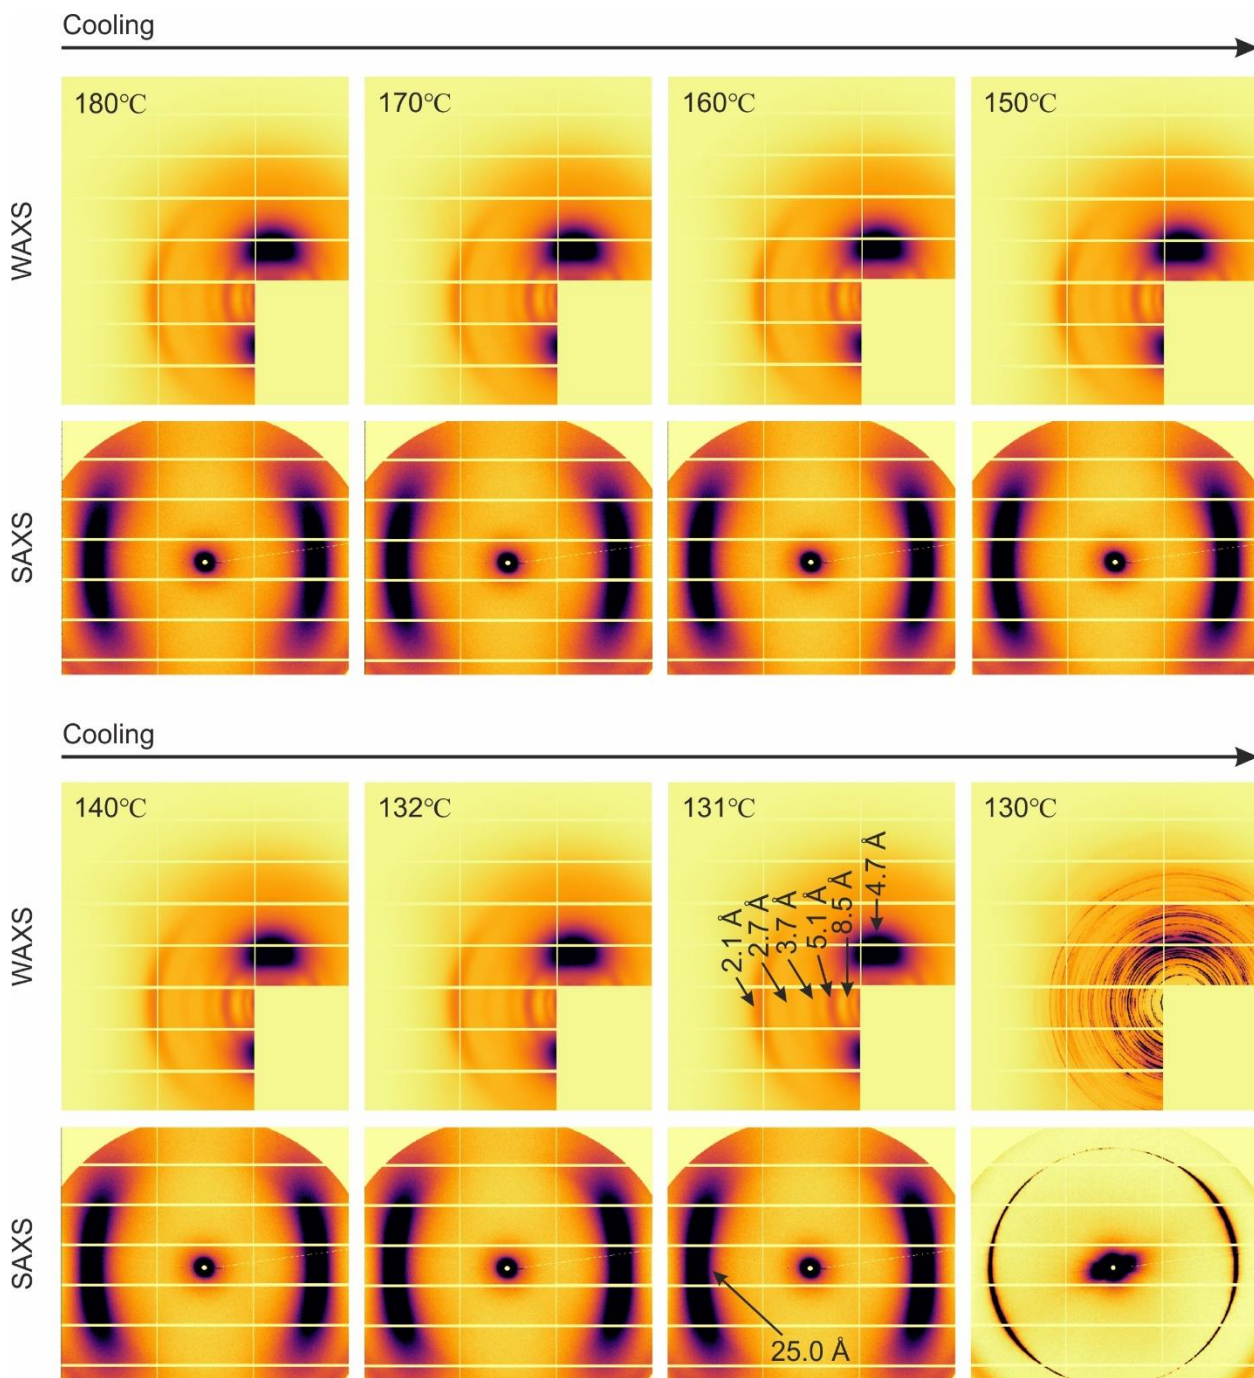 Cooling
180℃
170℃
160℃
150℃
WAXS
SAXS
Cooling
140℃
132℃
131℃
130℃
WAXS
2.1 Å
2.7 Å
3.7 Å
5.1 Å
8.5 Å
4.7 Å
SAXS
25.0 Å